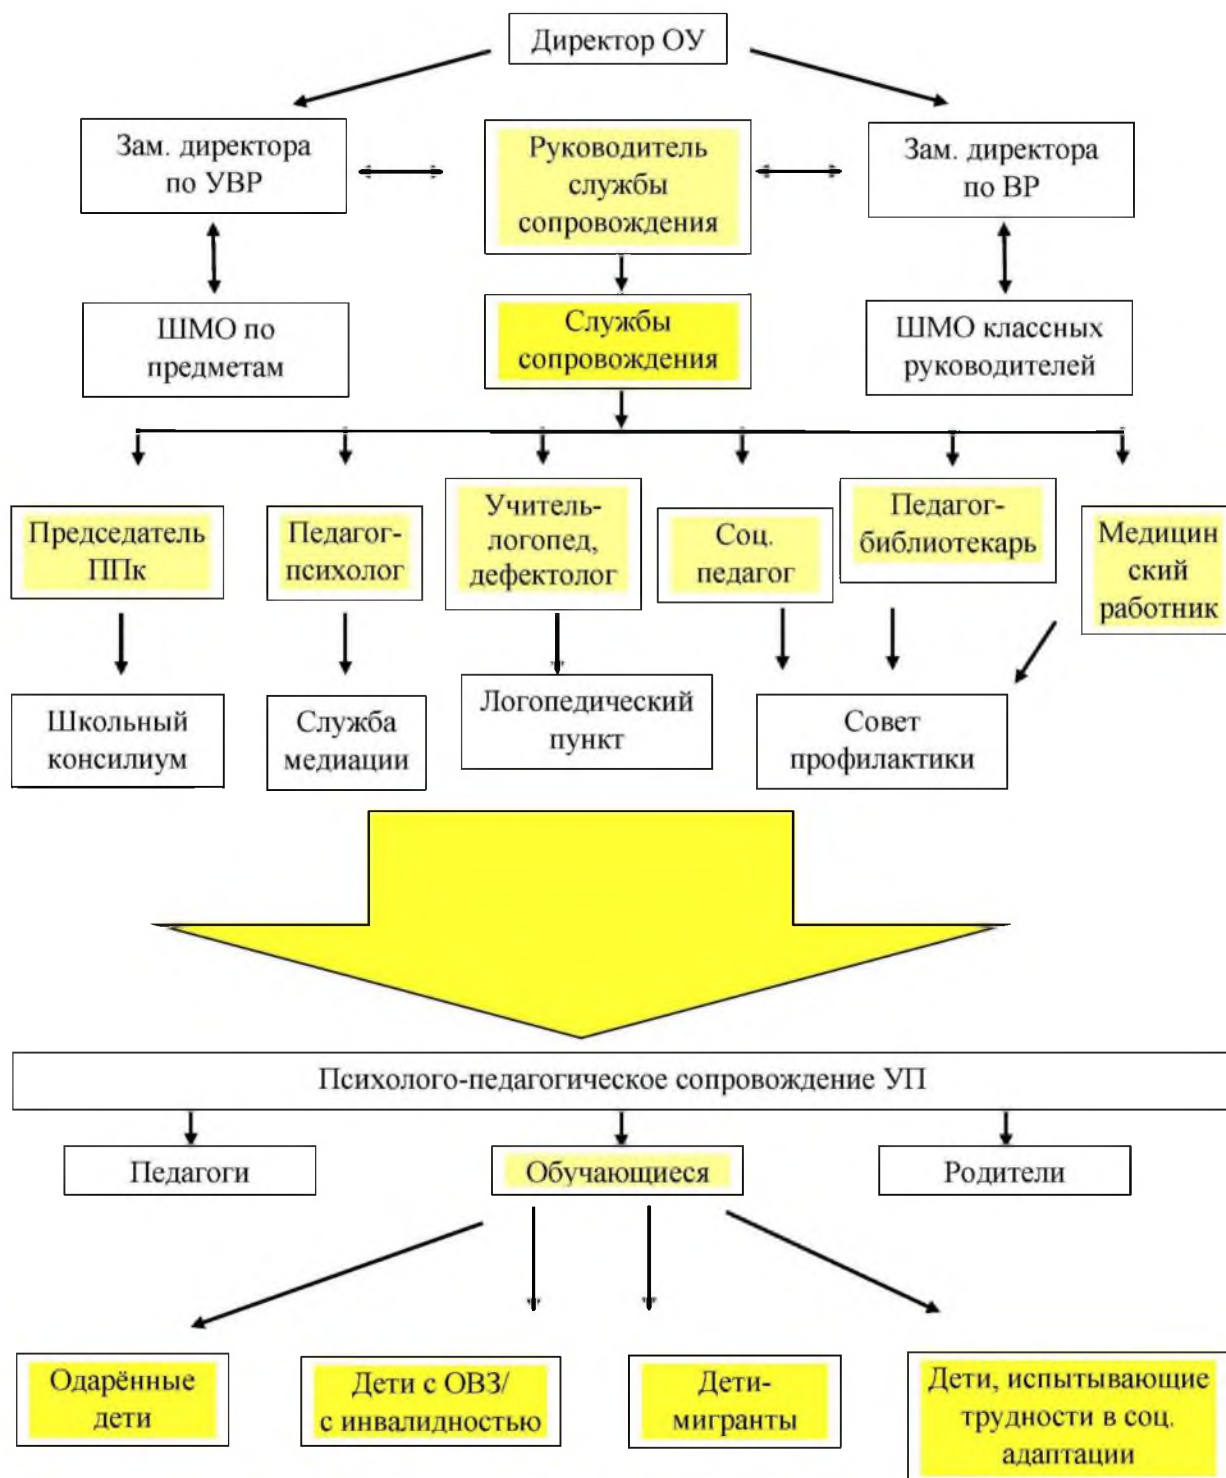 Директор ОУ
Зам. директора
по УВР
Руководитель
службы
сопровождения
Зам. директора
по ВР
ШМО по
предметам
Службы
сопровождения
ШМО классных
руководителей
Председатель
ППк
Педагог-
психолог
Учитель-
логопед,
дефектолог
Соц.
педагог
Педагог-
библиотекарь
Медицин
ский
работник
Школьный
консилиум
Служба
медиации
Логопедический
пункт
Совет
профилактики
Психолого-педагогическое сопровождение УП
Педагоги
Обучающиеся
Родители
Одарённые
дети
Дети с ОВЗ/
с инвалидностью
Дети-
мигранты
Дети, испытывающие
трудности в соц.
адаптации